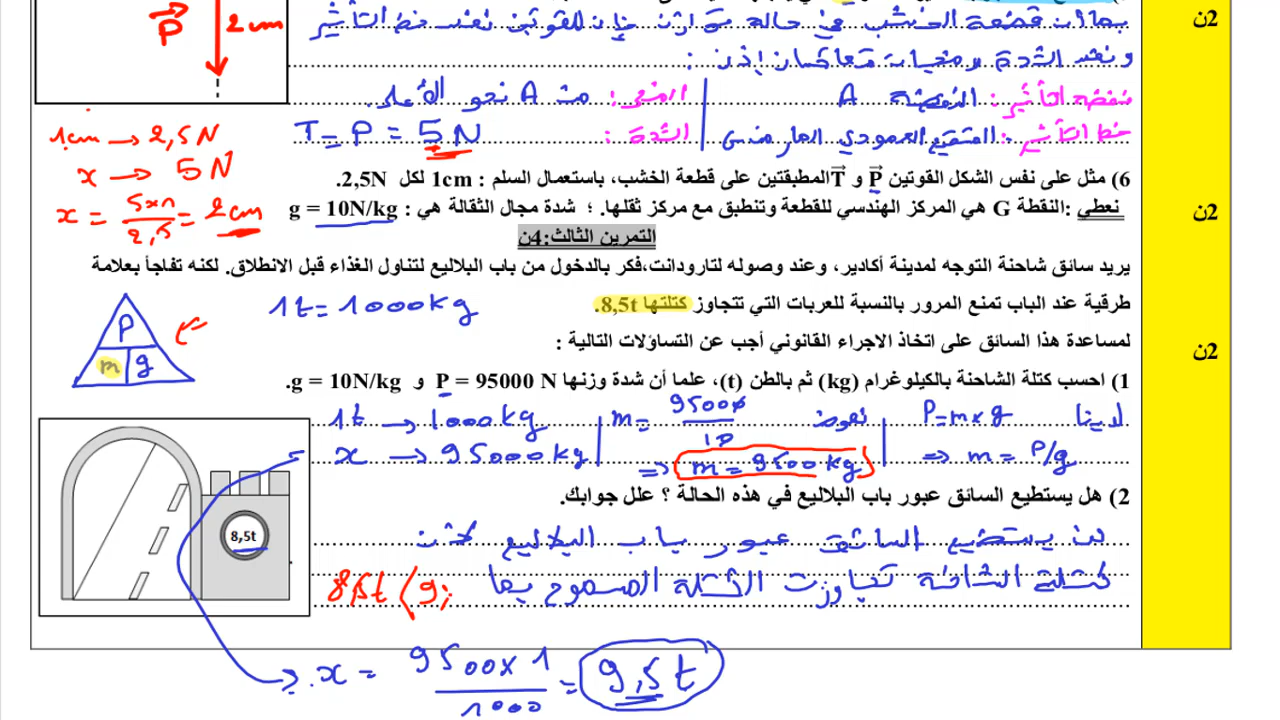 بما أن قطعة الخشب في حالة توازن فإن للقوتين نفس خط التأثير
ونفس الشدة ومنحيان متعاكسان إذن :
نقطة التأثير : النقطة A
المنحى : من A نحو الأعلى.
خط التأثير : المستقيم العمودي المار من
الشدة : T = P = 5N
2ن
P
2cm
1cm → 2,5N
x → 5N
x = 5×1/2,5 = 2cm
6) مثل على نفس الشكل القوتين P و T المطبقتين على قطعة الخشب، باستعمال السلم : 1cm لكل 2,5N.
نعطي :النقطة G هي المركز الهندسي للقطعة وتنطبق مع مركز ثقلها. ؛ شدة مجال الثقالة هي : g = 10N/kg
2ن
التمرين الثالث:4ن
يريد سائق شاحنة التوجه لمدينة أكادير، وعند وصوله لتارودانت،فكر بالدخول من باب البلاليع لتناول الغذاء قبل الانطلاق. لكنه تفاجأ بعلامة
طرقية عند الباب تمنع المرور بالنسبة للعربات التي تتجاوز كتلتها 8,5t.
1t = 1000kg
P
m g
لمساعدة هذا السائق على اتخاذ الاجراء القانوني أجب عن التساؤلات التالية :
2ن
1) احسب كتلة الشاحنة بالكيلوغرام (kg) ثم بالطن (t)، علما أن شدة وزنها P = 95000 N و g = 10N/kg.
لدينا P = m×g
=> m = P/g
نعوض m = 95000/10
=> m = 9500 kg
1t → 1000kg
x → 95000kg
2) هل يستطيع السائق عبور باب البلاليع في هذه الحالة ؟ علل جوابك.
8,5t
لن يستطيع السائق عبور باب البلاليع لأن
كتلة الشاحنة تجاوزت الكتلة المسموح بها
x = 9500×1/1000 = 9,5t